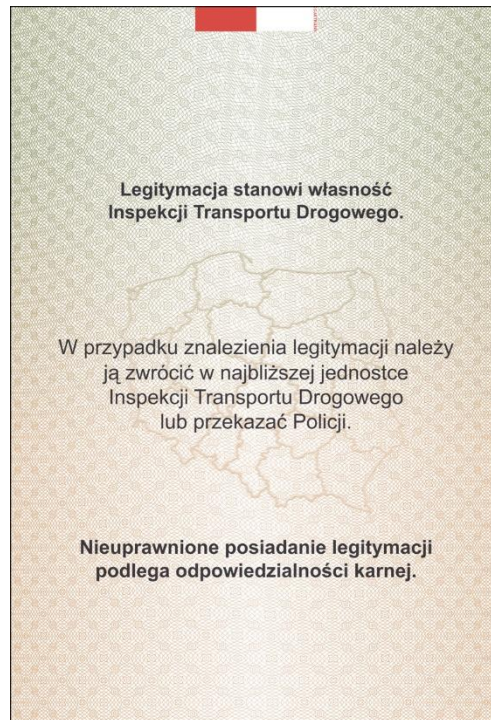 Legitymacja stanowi własność
Inspekcji Transportu Drogowego.
W przypadku znalezienia legitymacji należy
ją zwrócić w najbliższej jednostce
Inspekcji Transportu Drogowego
lub przekazać Policji.
Nieuprawnione posiadanie legitymacji
podlega odpowiedzialności karnej.